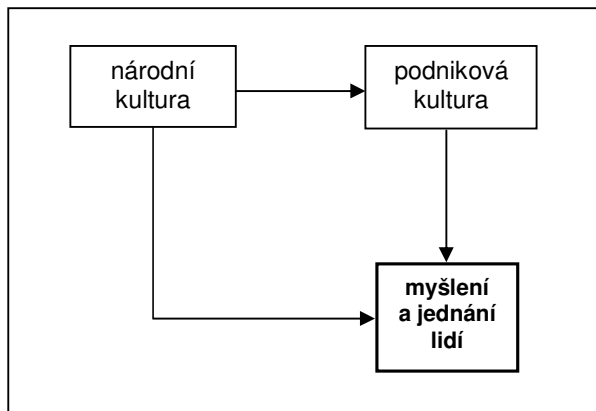 národní
kultura
podniková
kultura
myšlení
a jednání
lidí